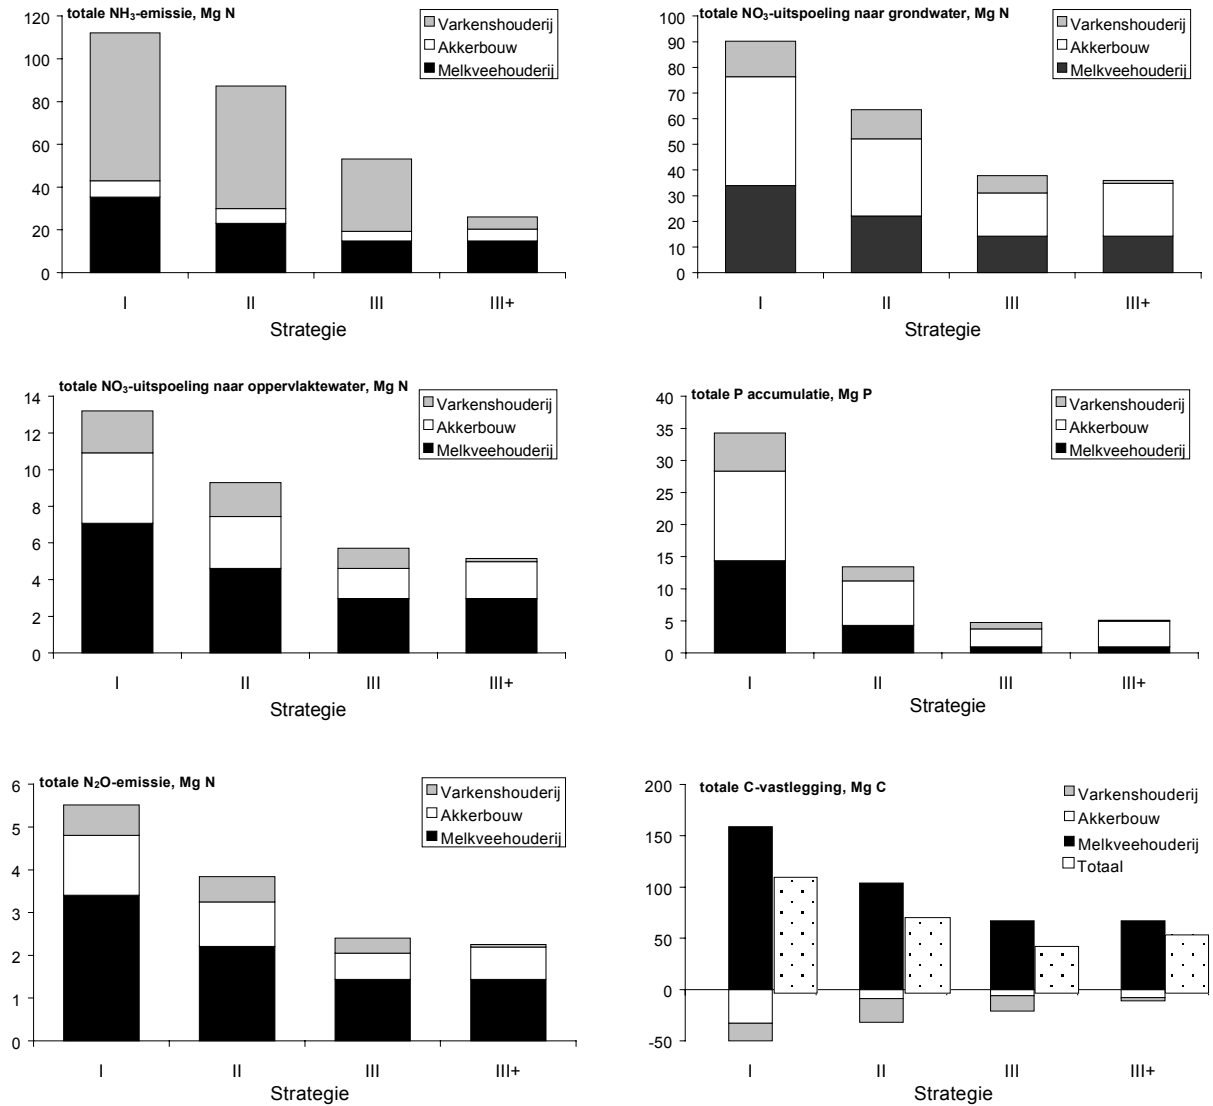 totale NH₃-emissie, Mg N
120
100
80
60
40
20
0
Varkenshouderij
Akkerbouw
Melkveehouderij
I II III III+
Strategie
totale NO₃-uitspoeling naar grondwater, Mg N
100
90
80
70
60
50
40
30
20
10
0
Varkenshouderij
Akkerbouw
Melkveehouderij
I II III III+
Strategie
totale NO₃-uitspoeling naar oppervlaktewater, Mg N
14
12
10
8
6
4
2
0
Varkenshouderij
Akkerbouw
Melkveehouderij
I II III III+
Strategie
totale P accumulatie, Mg P
40
35
30
25
20
15
10
5
0
Varkenshouderij
Akkerbouw
Melkveehouderij
I II III III+
Strategie
totale N₂O-emissie, Mg N
6
5
4
3
2
1
0
Varkenshouderij
Akkerbouw
Melkveehouderij
I II III III+
Strategie
totale C-vastlegging, Mg C
200
150
100
50
0
-50
Varkenshouderij
Akkerbouw
Melkveehouderij
Totaal
I II III III+
Strategie